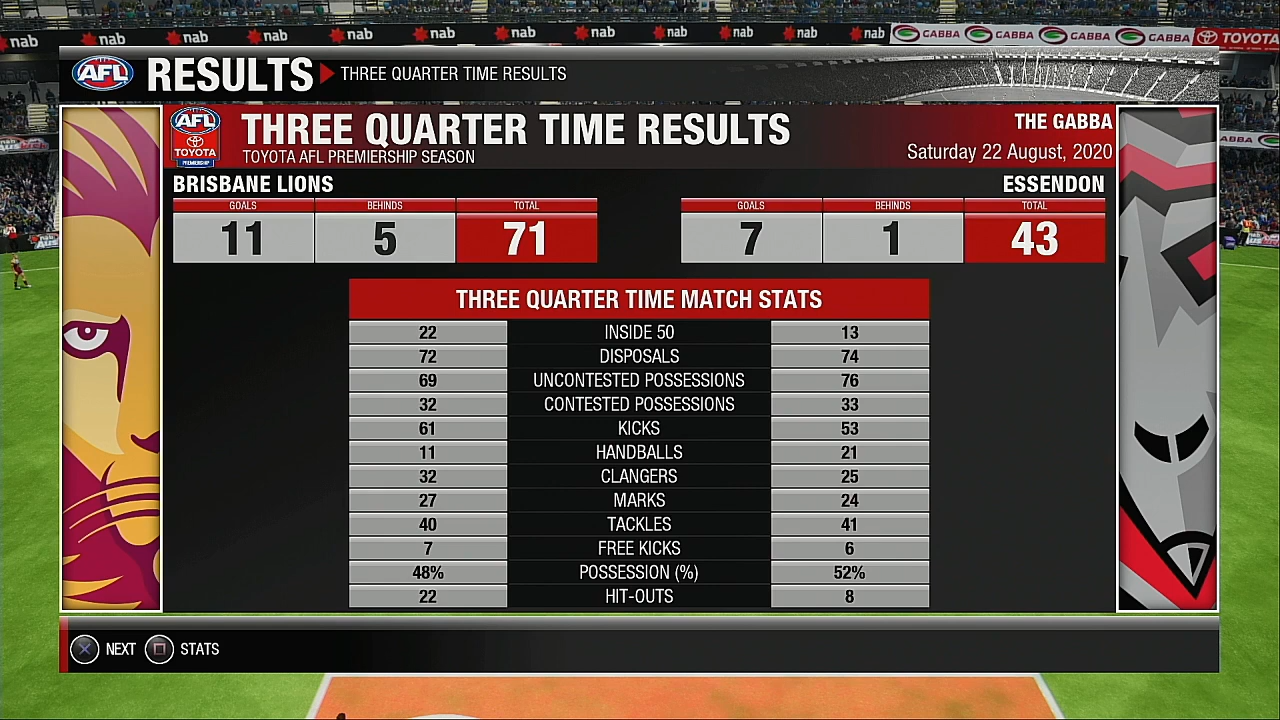 nab nab nab nab nab nab nab nab nab nab nab GABBA GABBA GABBA GABBA TOYOTA
AFL RESULTS THREE QUARTER TIME RESULTS
AFL TOYOTA PREMIERSHIP
THREE QUARTER TIME RESULTS THE GABBA
TOYOTA AFL PREMIERSHIP SEASON Saturday 22 August, 2020
BRISBANE LIONS ESSENDON
GOALS BEHINDS TOTAL GOALS BEHINDS TOTAL
11 5 71 7 1 43
THREE QUARTER TIME MATCH STATS
22 INSIDE 50 13
72 DISPOSALS 74
69 UNCONTESTED POSSESSIONS 76
32 CONTESTED POSSESSIONS 33
61 KICKS 53
11 HANDBALLS 21
32 CLANGERS 25
27 MARKS 24
40 TACKLES 41
7 FREE KICKS 6
48% POSSESSION (%) 52%
22 HIT-OUTS 8
NEXT STATS